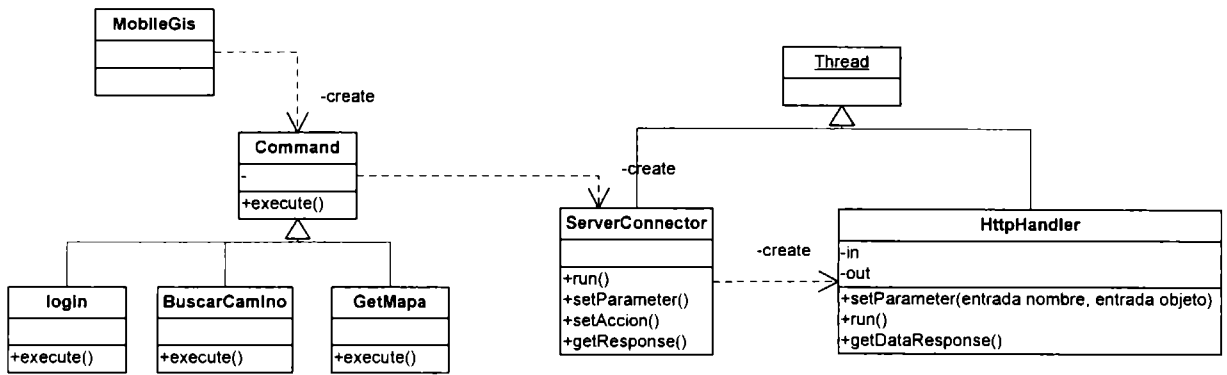 MobileGis
Thread
-create
Command
-
+execute()
-create
ServerConnector
+run()
+setParameter()
+setAccion()
+getResponse()
-create
HttpHandler
-in
-out
+setParameter(entrada nombre, entrada objeto)
+run()
+getDataResponse()
login
+execute()
BuscarCamino
+execute()
GetMapa
+execute()